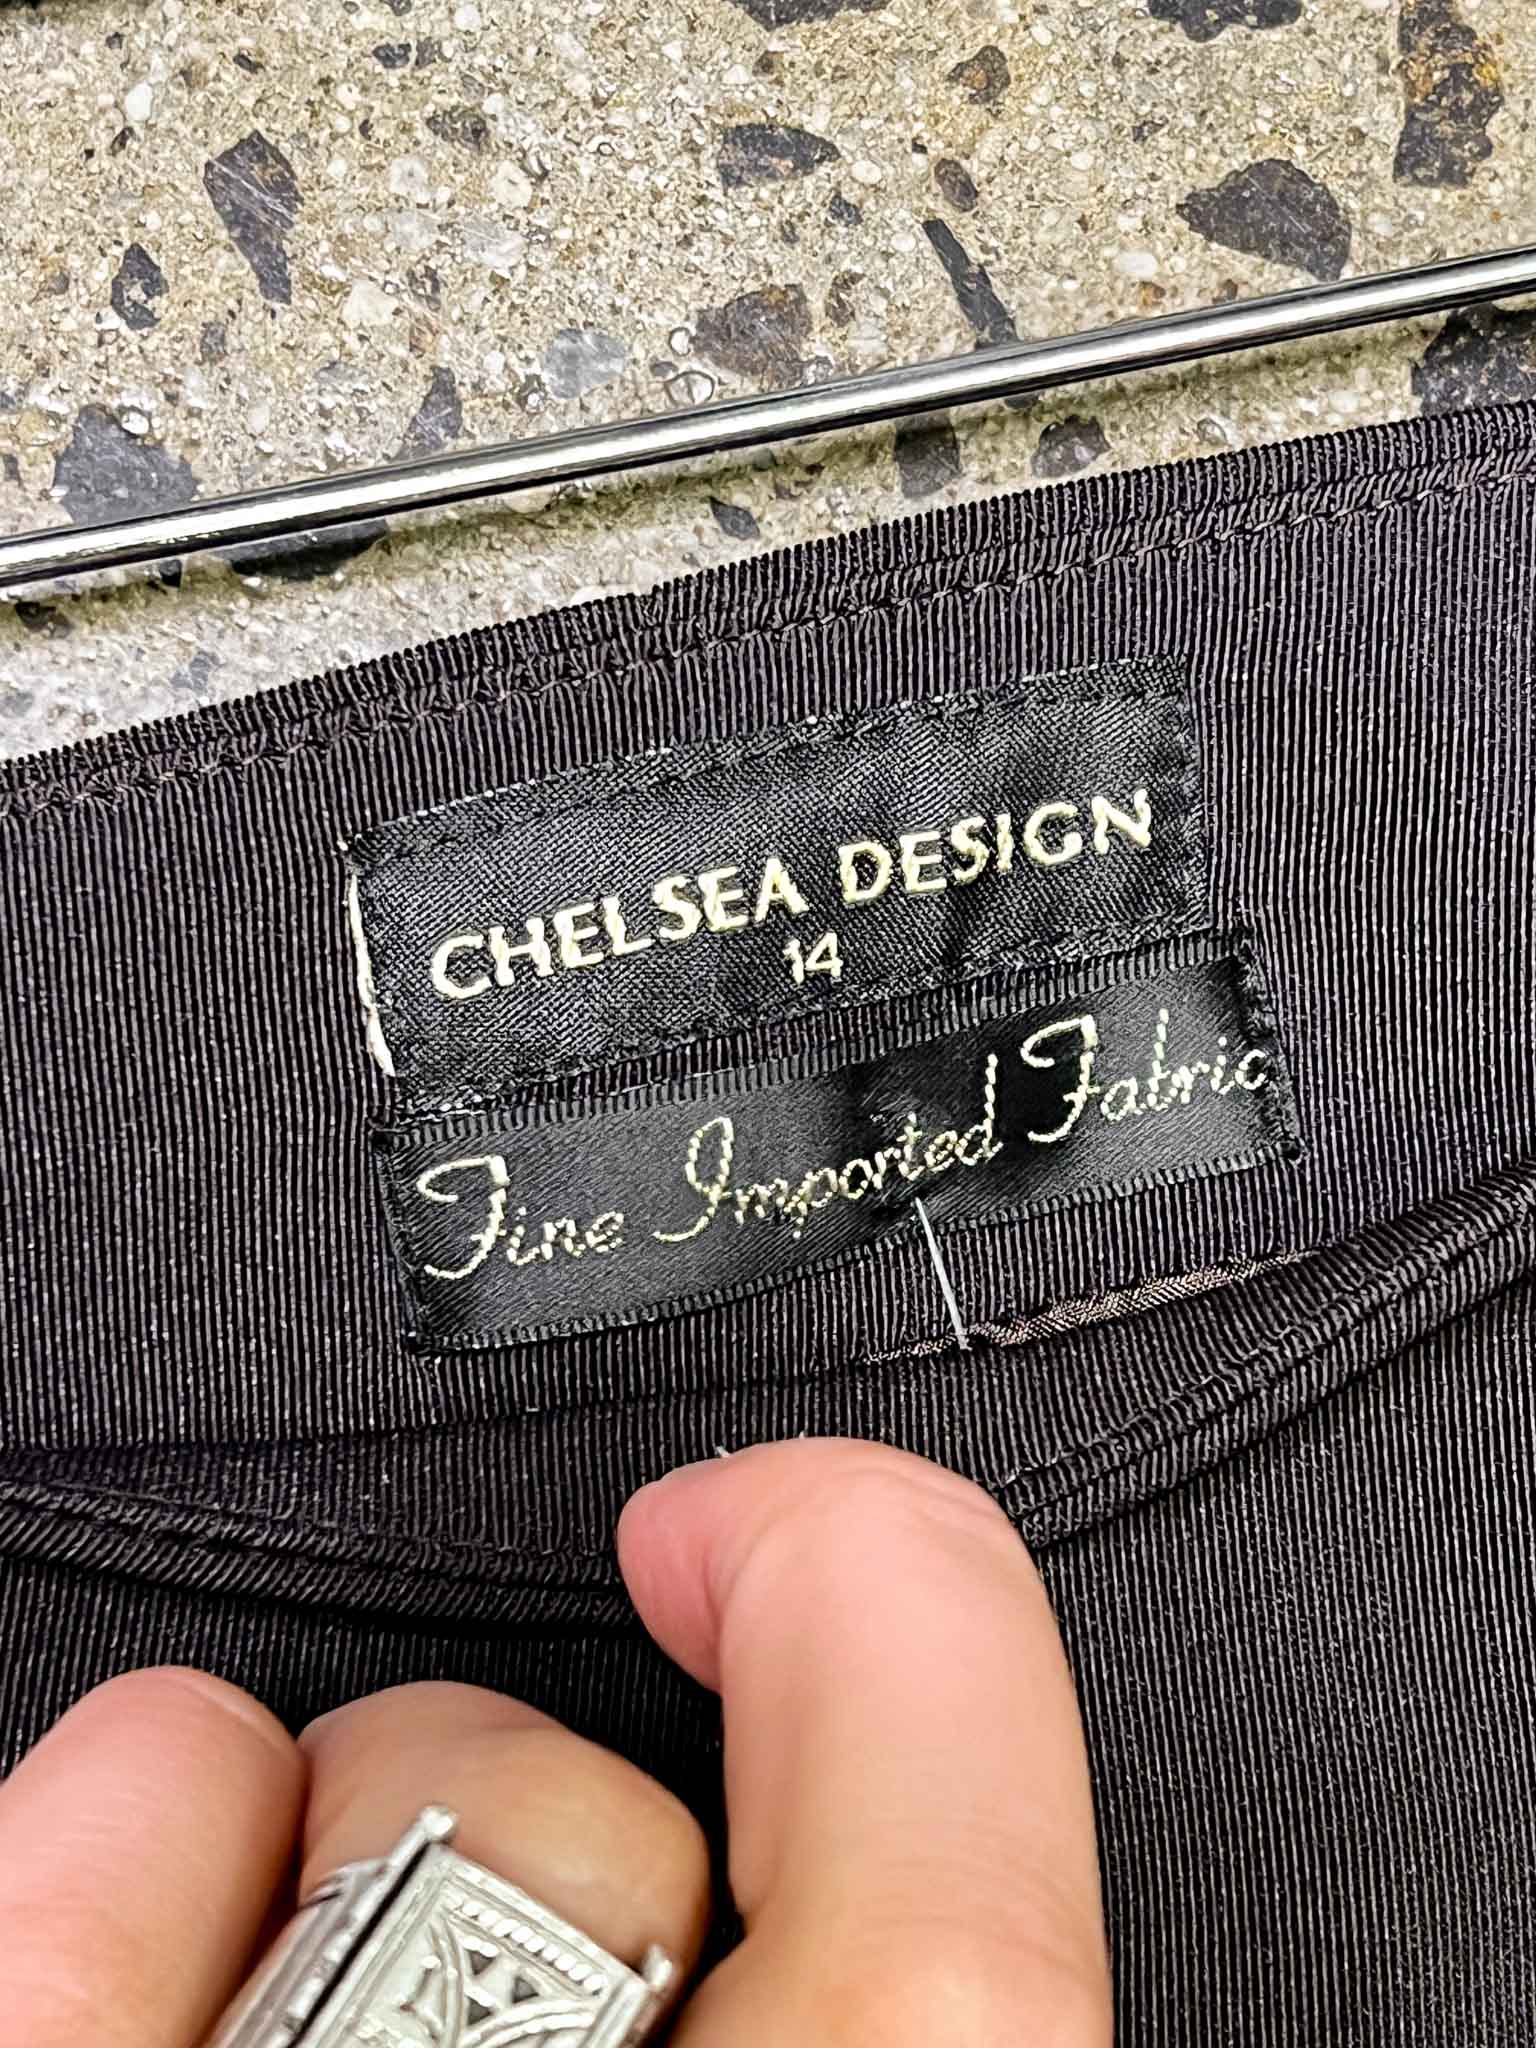 CHELSEA DESIGN
14
Fine Imported Fabric